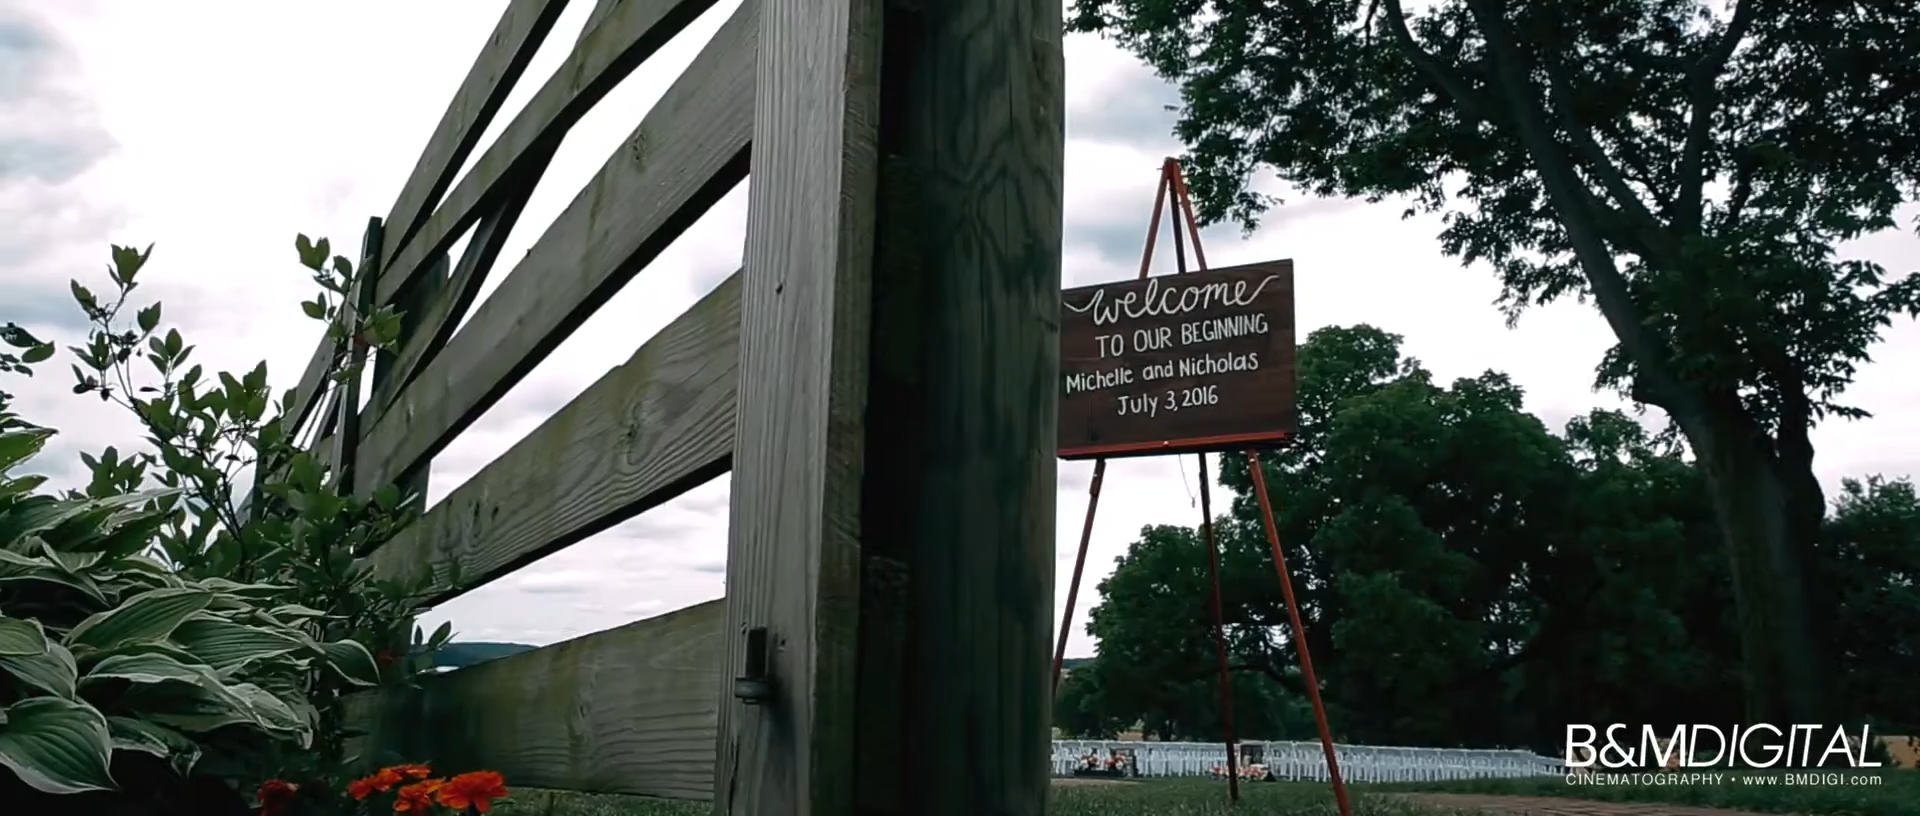 welcome
TO OUR BEGINNING
Michelle and Nicholas
July 3, 2016
B&MDIGITAL
CINEMATOGRAPHY • www.BMDIGI.com